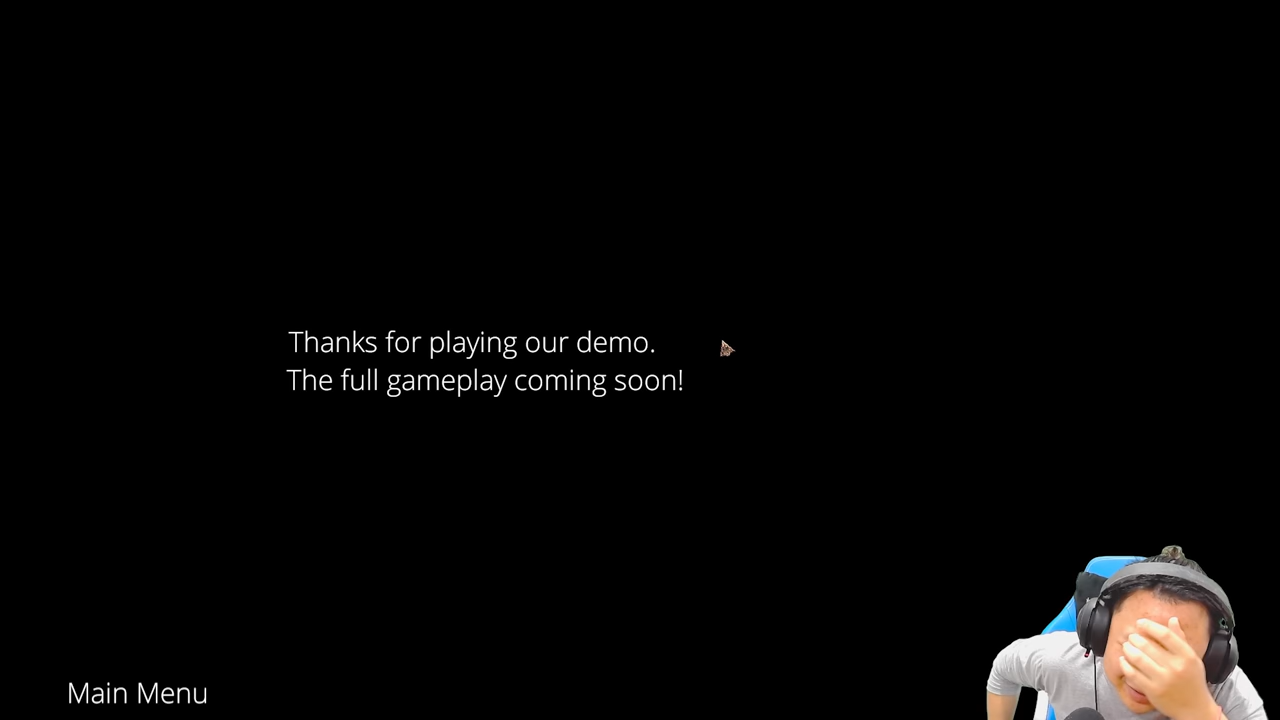 Thanks for playing our demo.
The full gameplay coming soon!
Main Menu